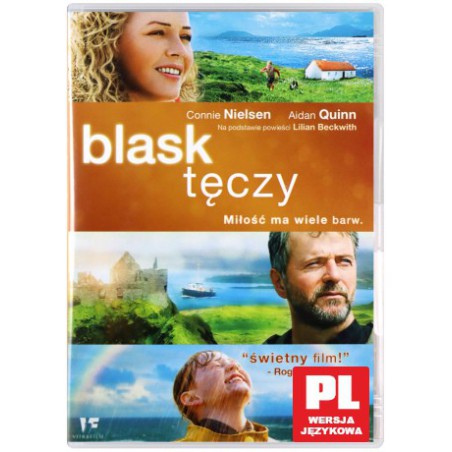 Connie Nielsen Aidan Quinn
Na podstawie powieści Lilian Beckwith
blask
tęczy
Miłość ma wiele barw.
"świetny film!"
- Rog
PL
WERSJA
JĘZYKOWA